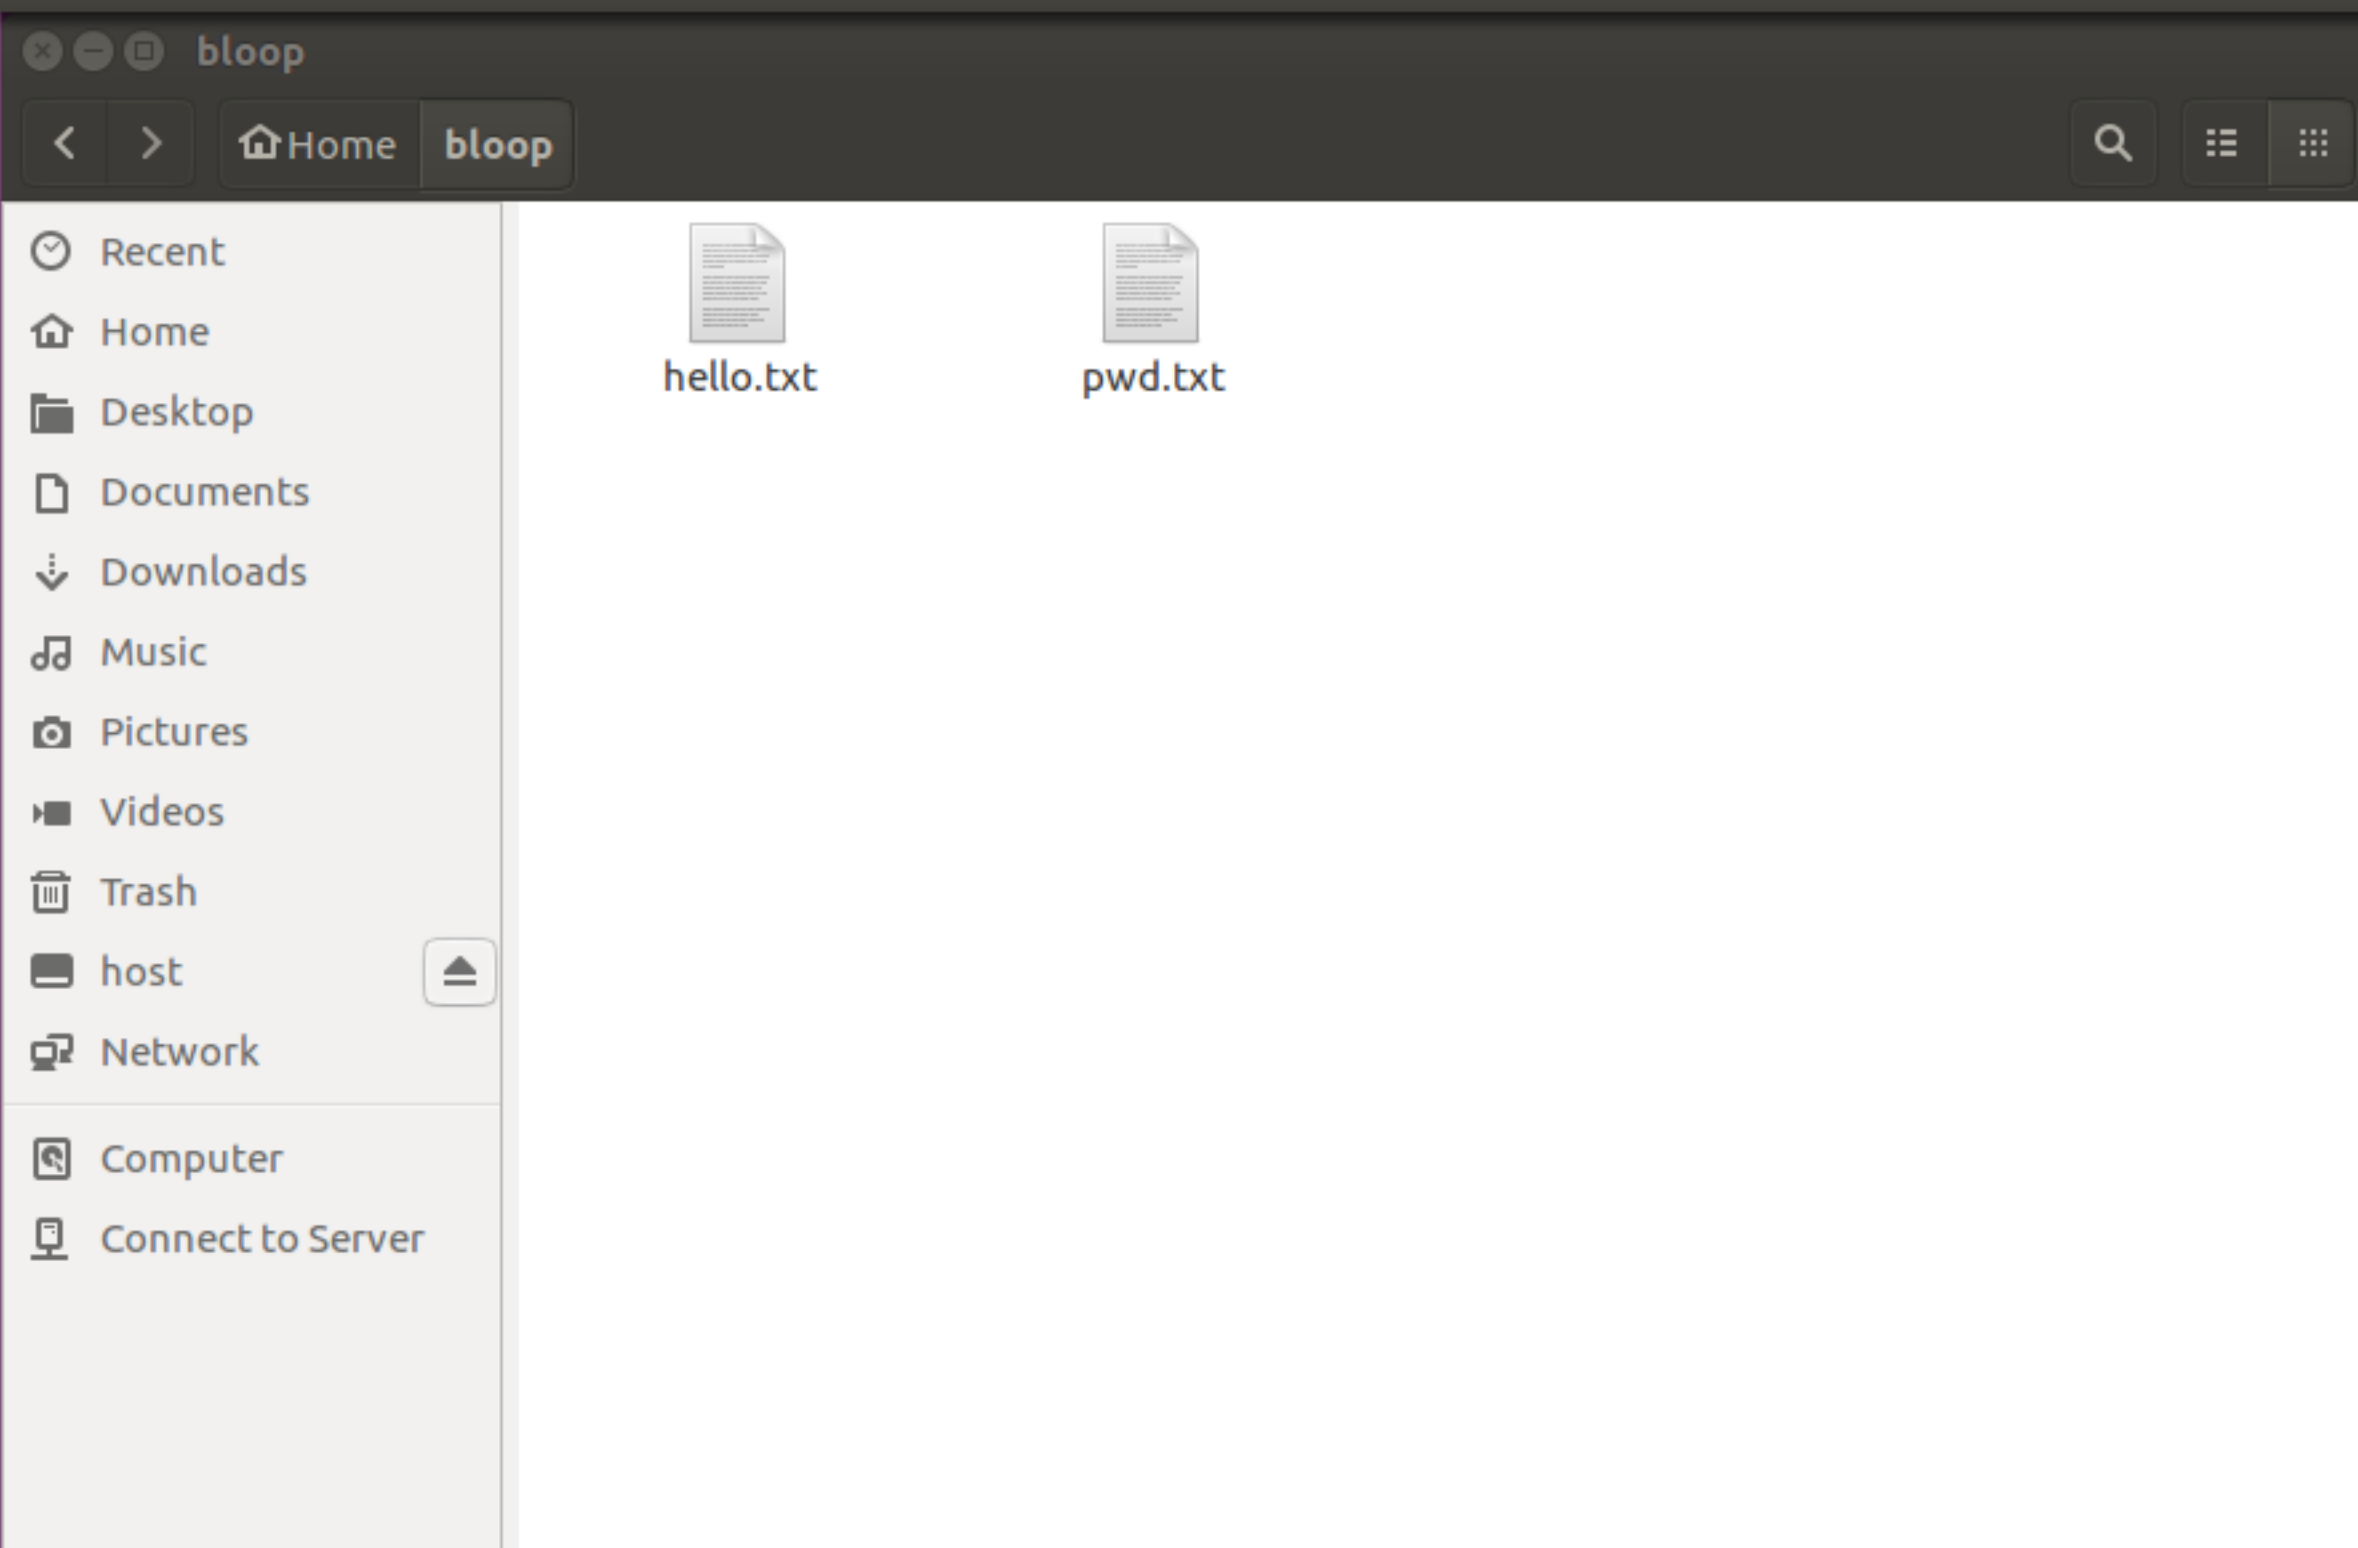 bloop
Home bloop
Recent
Home
Desktop
Documents
Downloads
Music
Pictures
Videos
Trash
host
Network
Computer
Connect to Server
hello.txt pwd.txt